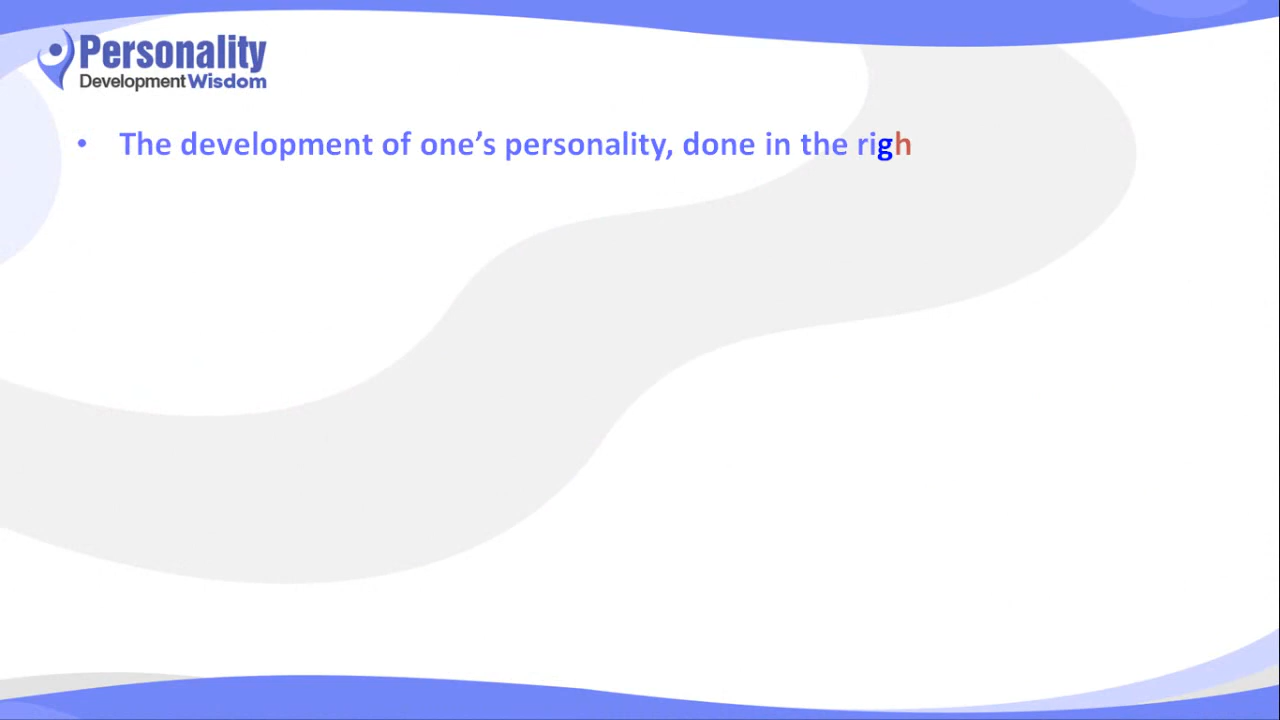 Personality
Development Wisdom
• The development of one’s personality, done in the righ